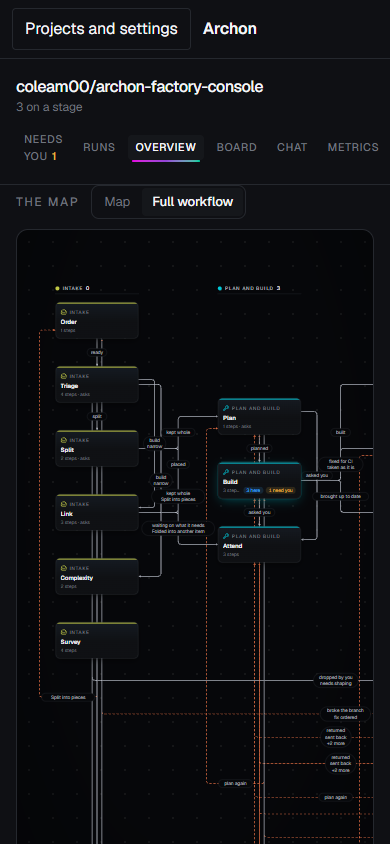 Projects and settings
Archon
coleam00/archon-factory-console
3 on a stage
NEEDS YOU 1
RUNS
OVERVIEW
BOARD
CHAT
METRICS
THE MAP
Map
Full workflow
INTAKE 0
PLAN AND BUILD 3
INTAKE
Order
1 steps
ready
INTAKE
Triage
4 steps · asks
split
INTAKE
Split
2 steps · asks
INTAKE
Link
3 steps · asks
INTAKE
Complexity
2 steps
INTAKE
Survey
4 steps
build
narrow
kept whole
placed
build
narrow
kept whole
Split into pieces
waiting on what it needs
Folded into another item
PLAN AND BUILD
Plan
1 steps · asks
planned
PLAN AND BUILD
Build
3 here
1 need you
asked you
PLAN AND BUILD
Attend
3 steps
built
fixed for CI
takes as it is
asked you
brought up to date
dropped by you
needs shaping
Split into pieces
broke the branch
fix ordered
returned
sent back
+2 more
returned
sent back
+2 more
plan again
plan again